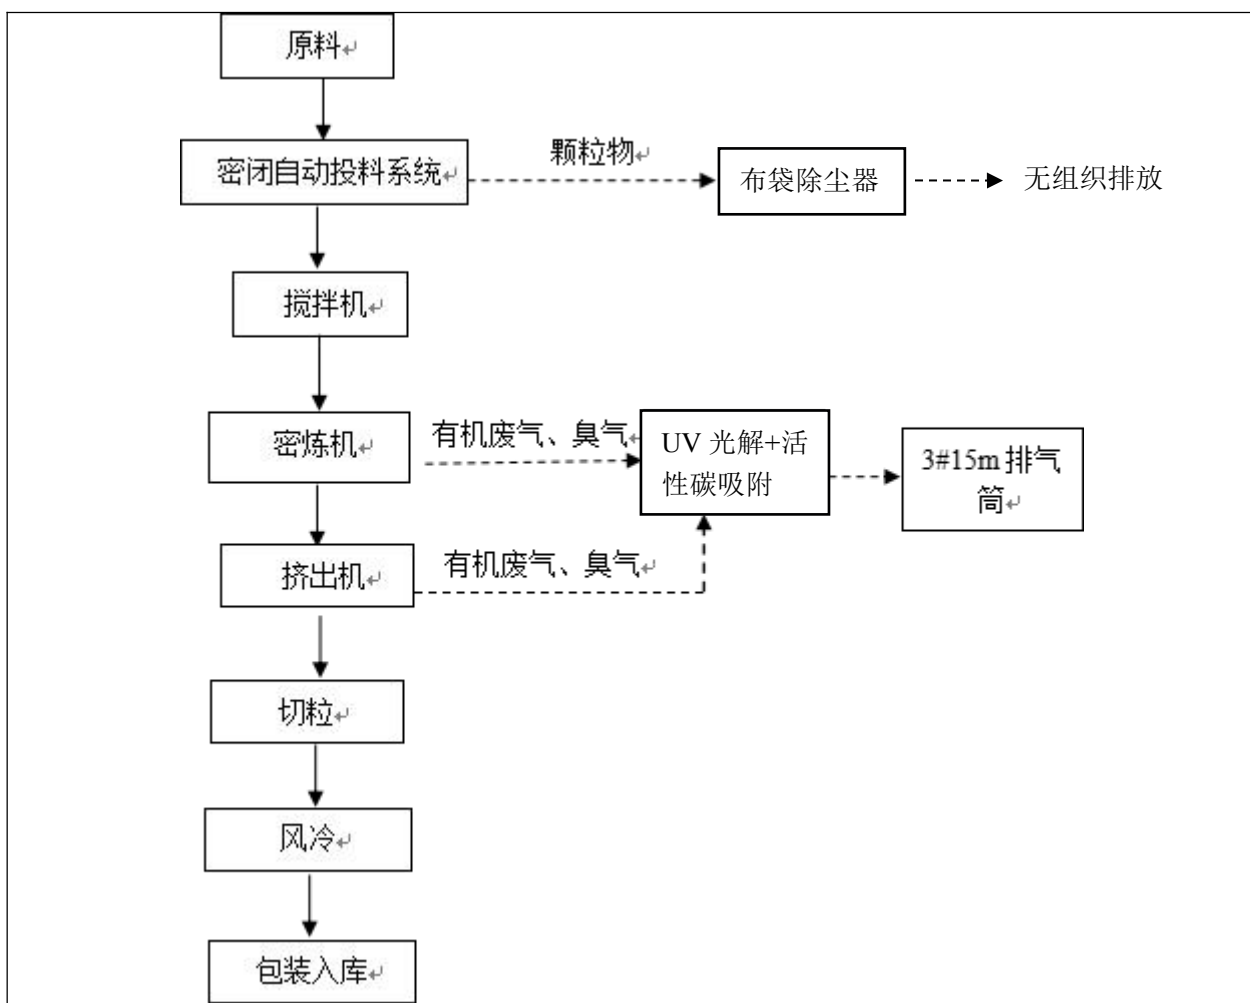 原料
密闭自动投料系统
颗粒物
布袋除尘器
无组织排放
搅拌机
密炼机
有机废气、臭气
UV 光解+活
性碳吸附
3#15m 排气
筒
挤出机
有机废气、臭气
切粒
风冷
包装入库